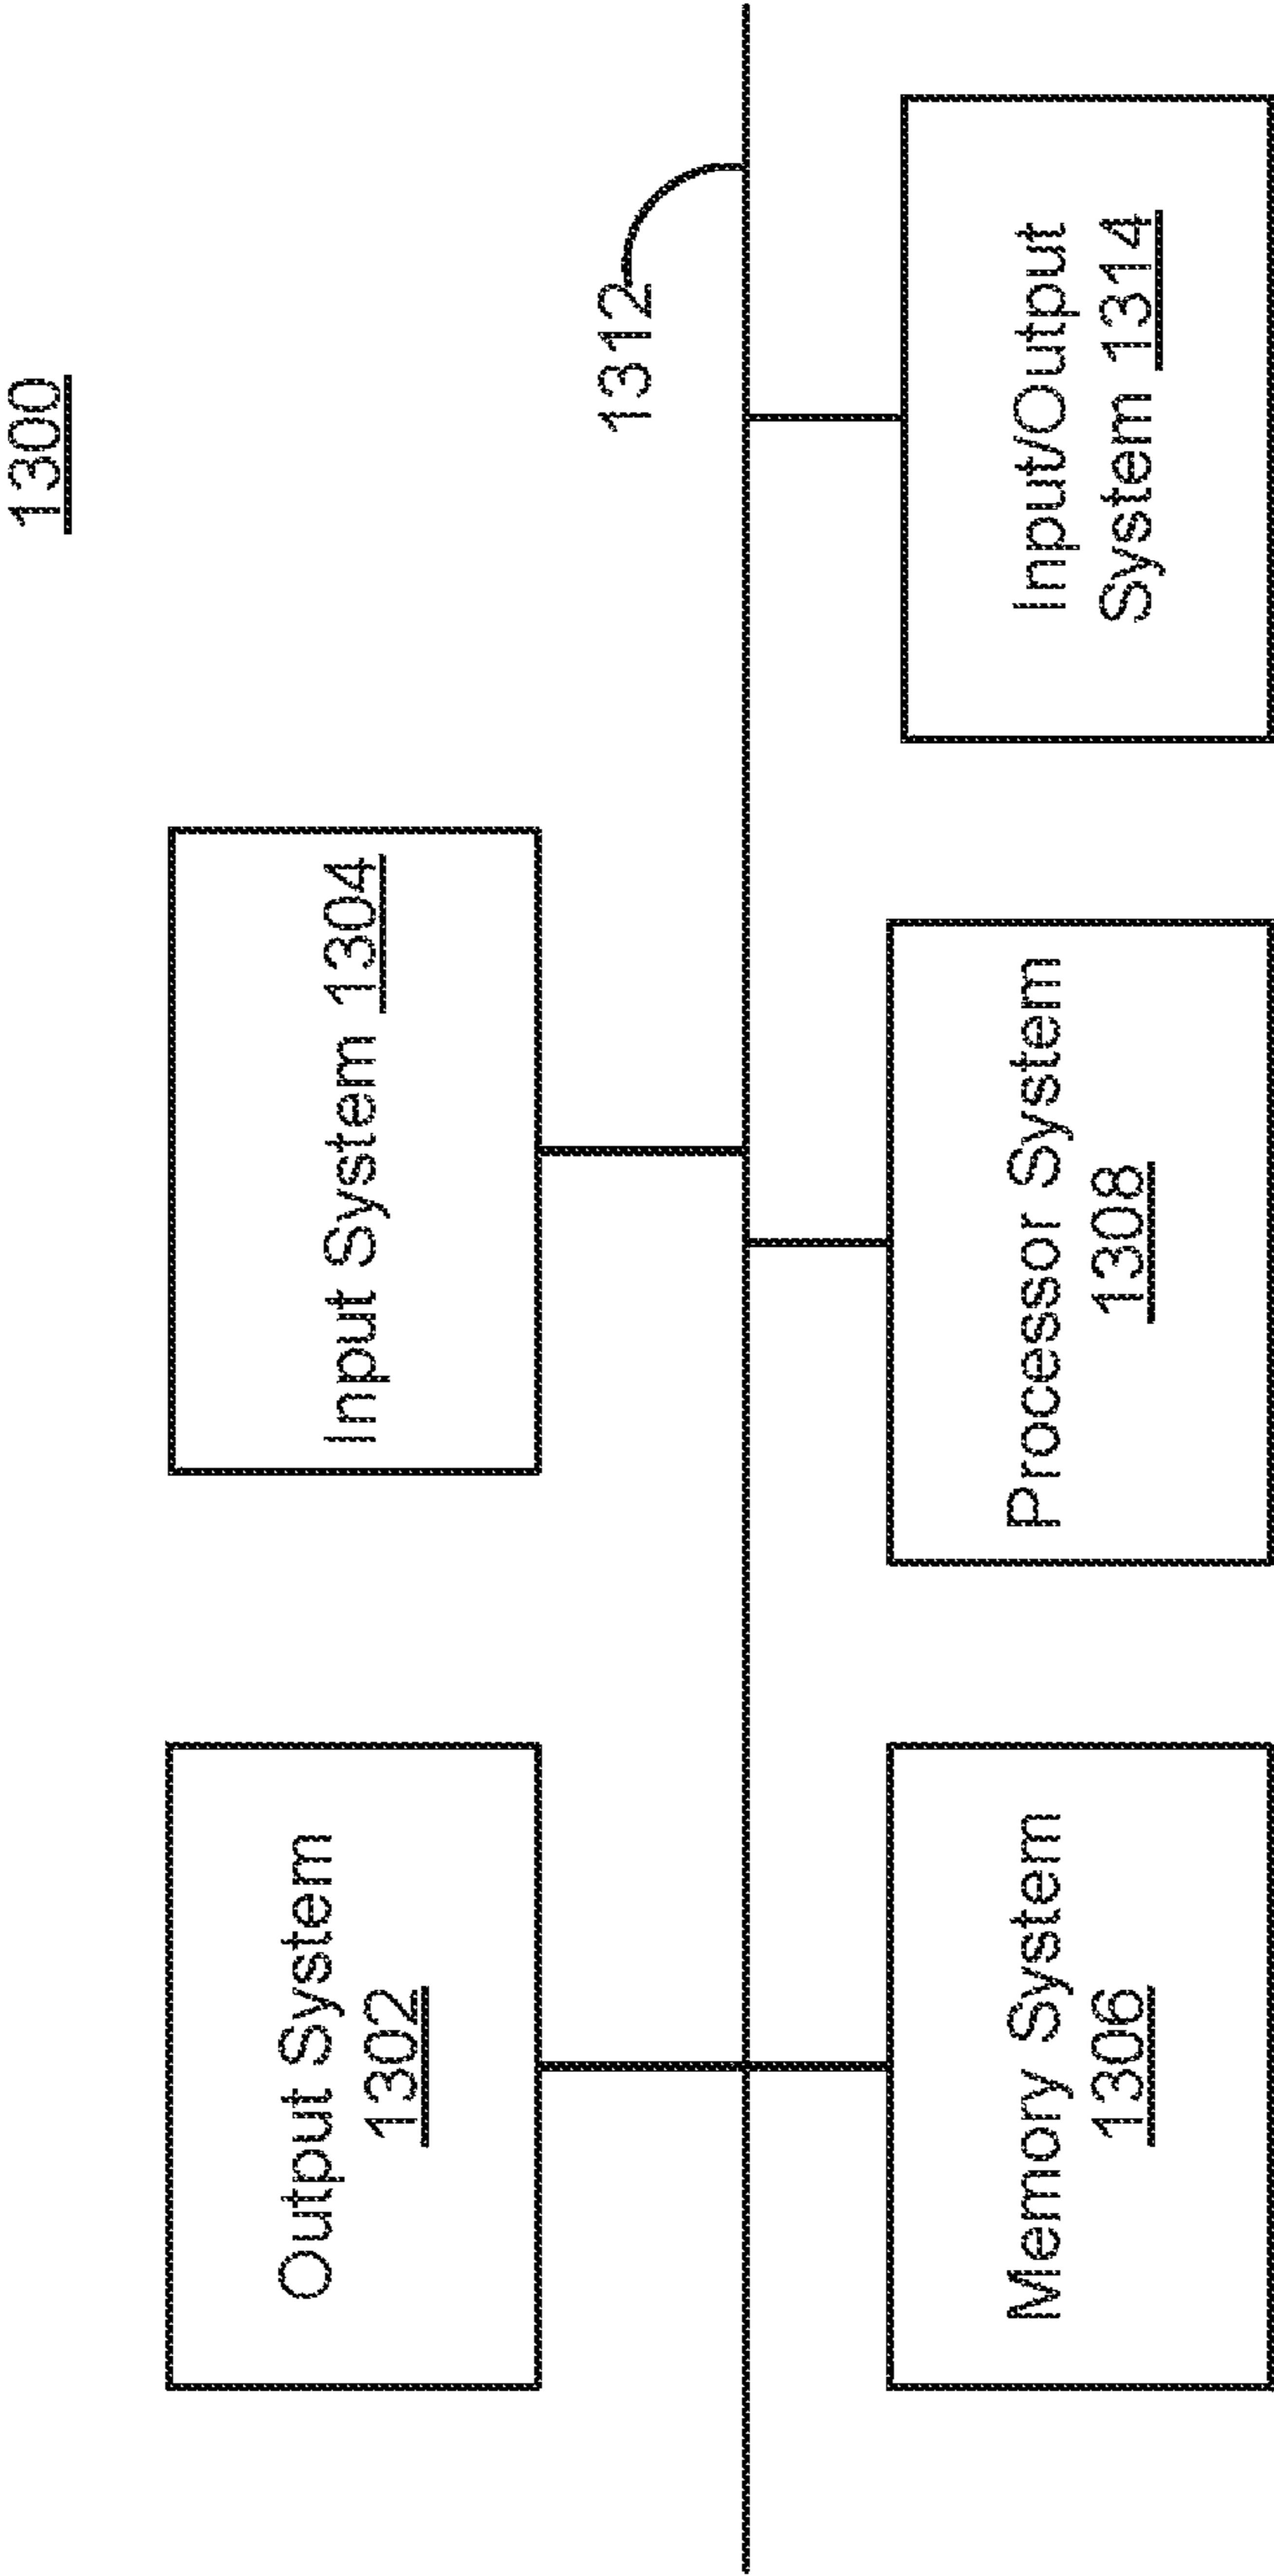 1300
Output System
1302
Input System 1304
1312
Memory System
1306
Processor System
1308
Input/Output
System 1314